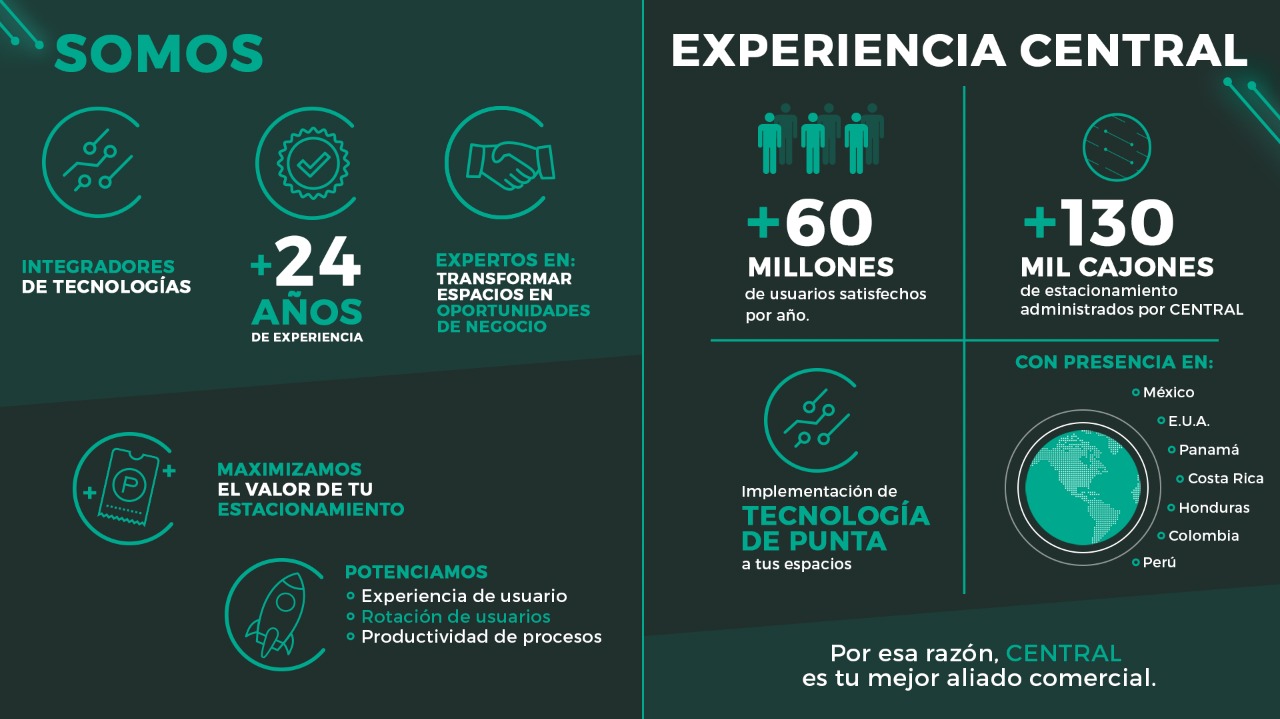 SOMOS
INTEGRADORES
DE TECNOLOGÍAS
+24
AÑOS
DE EXPERIENCIA
EXPERTOS EN:
TRANSFORMAR
ESPACIOS EN
OPORTUNIDADES
DE NEGOCIO
P
MAXIMIZAMOS
EL VALOR DE TU
ESTACIONAMIENTO
POTENCIAMOS
Experiencia de usuario
Rotación de usuarios
Productividad de procesos
EXPERIENCIA CENTRAL
+60
MILLONES
de usuarios satisfechos
por año.
+130
MIL CAJONES
de estacionamiento
administrados por CENTRAL
Implementación de
TECNOLOGÍA
DE PUNTA
a tus espacios
CON PRESENCIA EN:
México
E.U.A.
Panamá
Costa Rica
Honduras
Colombia
Perú
Por esa razón, CENTRAL
es tu mejor aliado comercial.